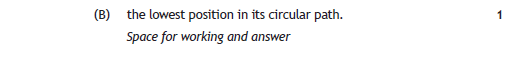 (B) the lowest position in its circular path. 1
Space for working and answer